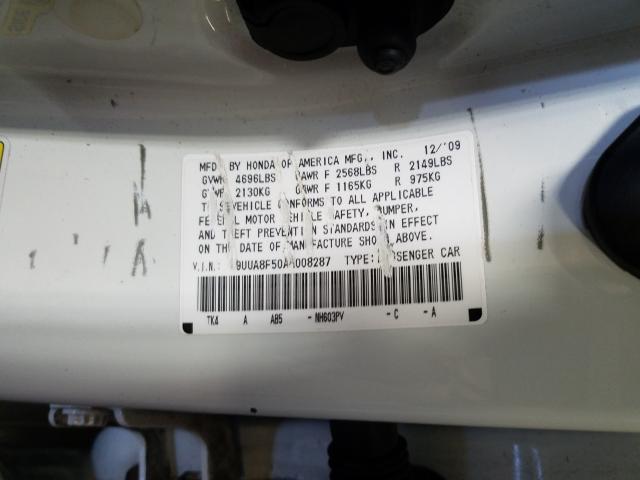 MFD. BY HONDA OF AMERICA MFG., INC. 12/'09
GVWR 4696LBS GAWR F 2568LBS R 2149LBS
GVWR 2130KG GAWR F 1165KG R 975KG
THIS VEHICLE CONFORMS TO ALL APPLICABLE
FEDERAL MOTOR VEHICLE SAFETY, BUMPER,
AND THEFT PREVENTION STANDARDS IN EFFECT
ON THE DATE OF MANUFACTURE SHOWN ABOVE.
V.I.N.: TYPE: PASSENGER CAR
TK4 A AB5 - NH603PV - C - A